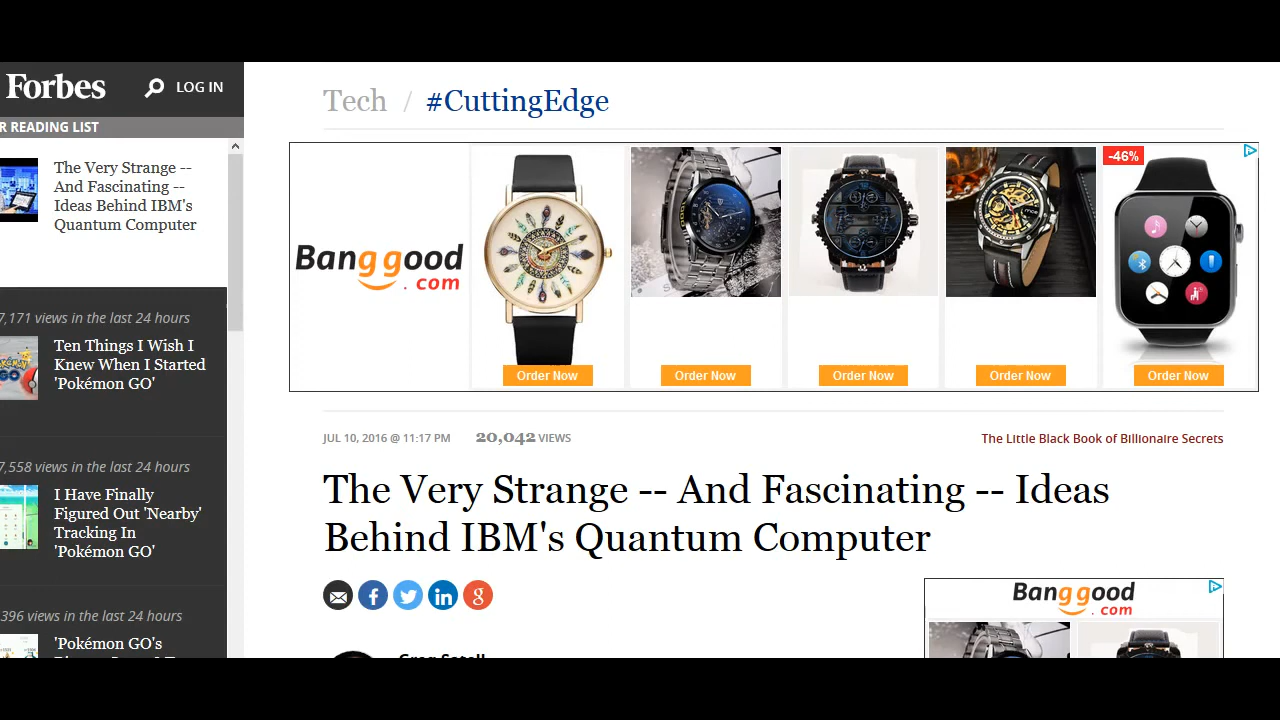 Forbes
LOG IN
R READING LIST
The Very Strange --
And Fascinating --
Ideas Behind IBM's
Quantum Computer
7,171 views in the last 24 hours
Ten Things I Wish I
Knew When I Started
'Pokémon GO'
7,558 views in the last 24 hours
I Have Finally
Figured Out 'Nearby'
Tracking In
'Pokémon GO'
396 views in the last 24 hours
'Pokémon GO's
Tech / #CuttingEdge
Banggood
.com
-46%
Order Now
Order Now
Order Now
Order Now
Order Now
JUL 10, 2016 @ 11:17 PM
20,042 VIEWS
The Little Black Book of Billionaire Secrets
The Very Strange -- And Fascinating -- Ideas
Behind IBM's Quantum Computer
Banggood
.com
Greg Satell